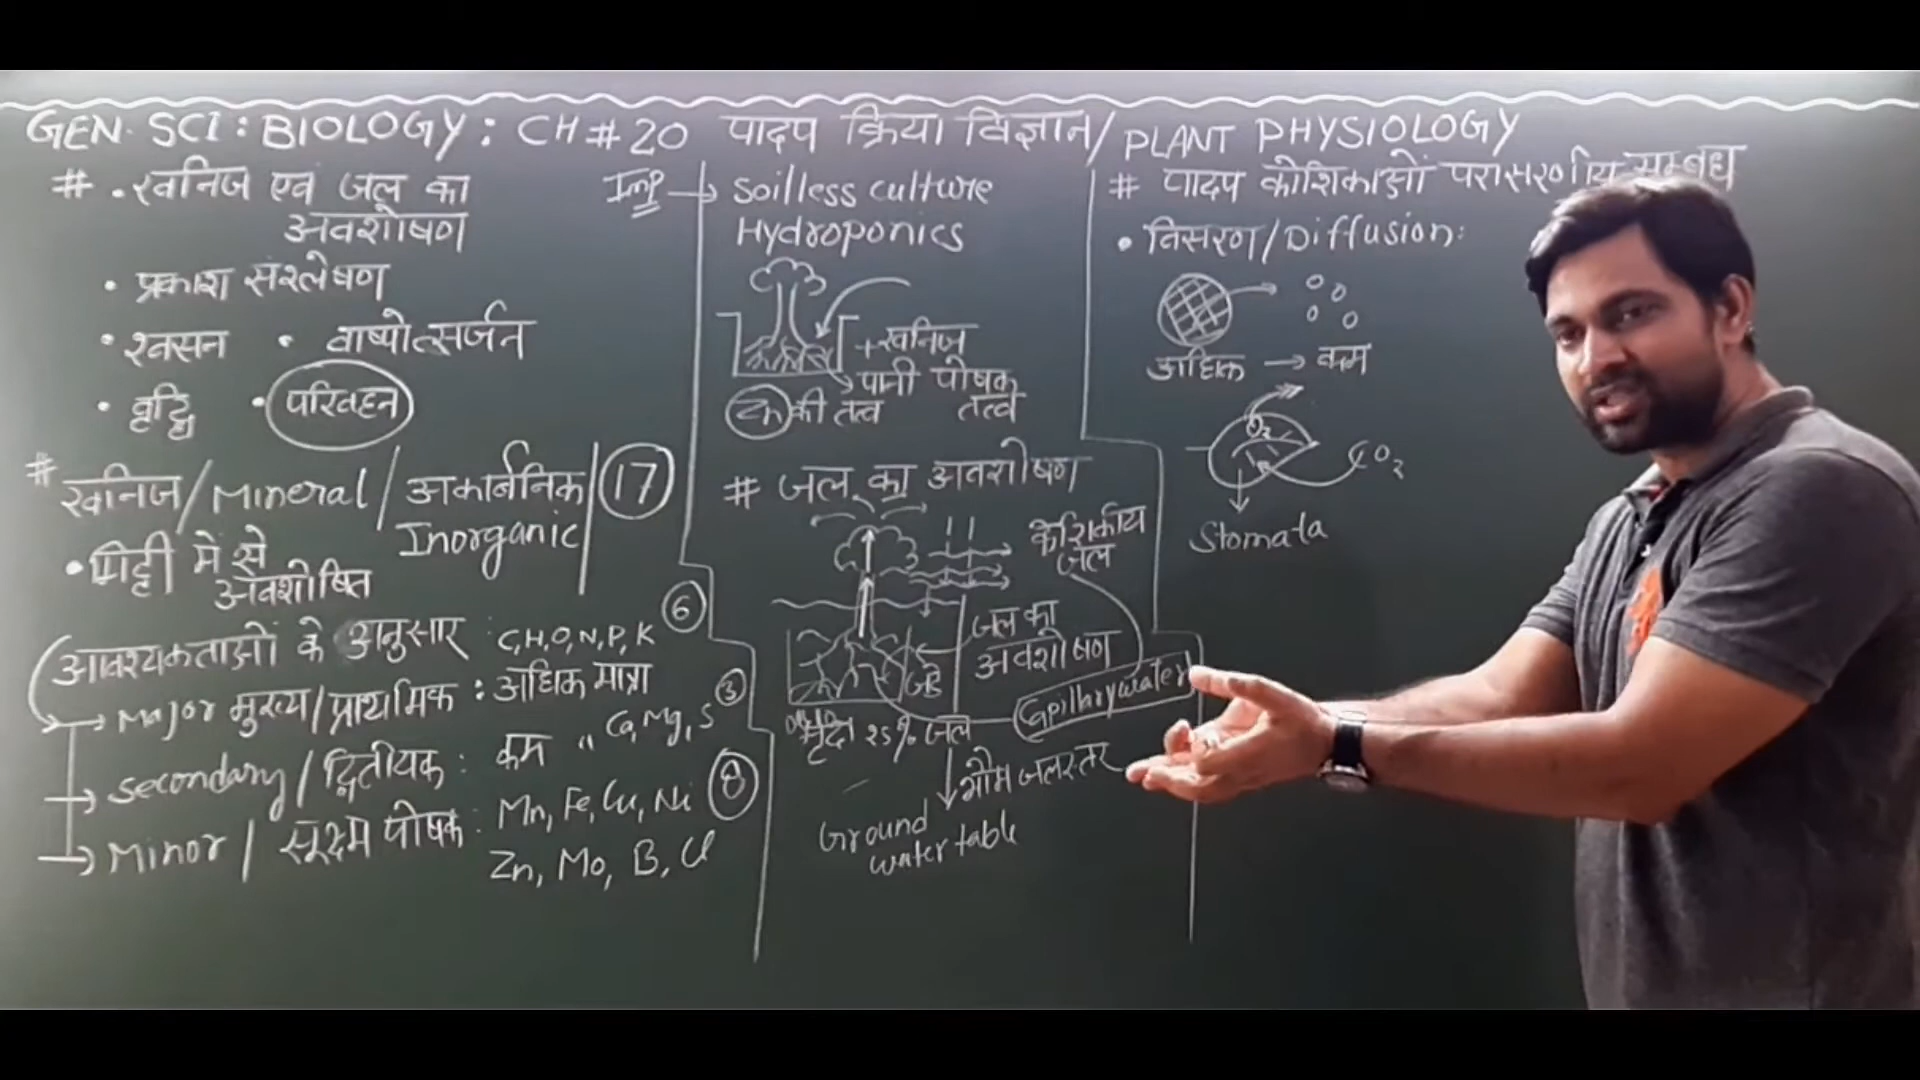 GEN. SCI : BIOLOGY : CH # 20 पादप क्रिया विज्ञान / PLANT PHYSIOLOGY
# . खनिज एवं जल का
अवशोषण
• प्रकाश संश्लेषण
• श्वसन • वाष्पोत्सर्जन
• वृद्धि • परिवहन
# खनिज / Mineral / अकार्बनिक 17
Inorganic
• मिट्टी में से
अवशोषित
आवश्यकताओं के अनुसार : C, H, O, N, P, K 6
→ Major मुख्य / प्राथमिक : अधिक मात्रा
→ Secondary / द्वितीयक : कम " Ca, Mg, S 3
→ Minor / सूक्ष्म पोषक : Mn, Fe, Cu, Ni 8
Zn, Mo, B, Cl
Imp → Soilless culture
Hydroponics
+ खनिज
पानी पोषक
तत्व
Zn की तत्व
# जल का अवशोषण
केशिकीय
जल
जल का
अवशोषण
जड़ें
Capillary water
मृदा 25% जल
भौम जलस्तर
Ground
water table
# पादप कोशिकाओं परासरणीय सम्बंध
• विसरण / Diffusion :
अधिक → कम
O2
CO2
Stomata